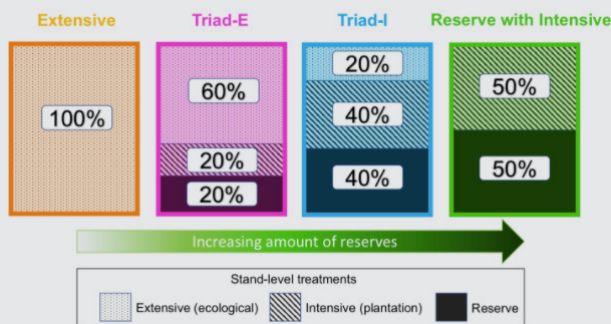 Extensive
Triad-E
Triad-I
Reserve with Intensive
100%
60%
20%
20%
20%
40%
40%
50%
50%
Increasing amount of reserves
Stand-level treatments
Extensive (ecological)
Intensive (plantation)
Reserve